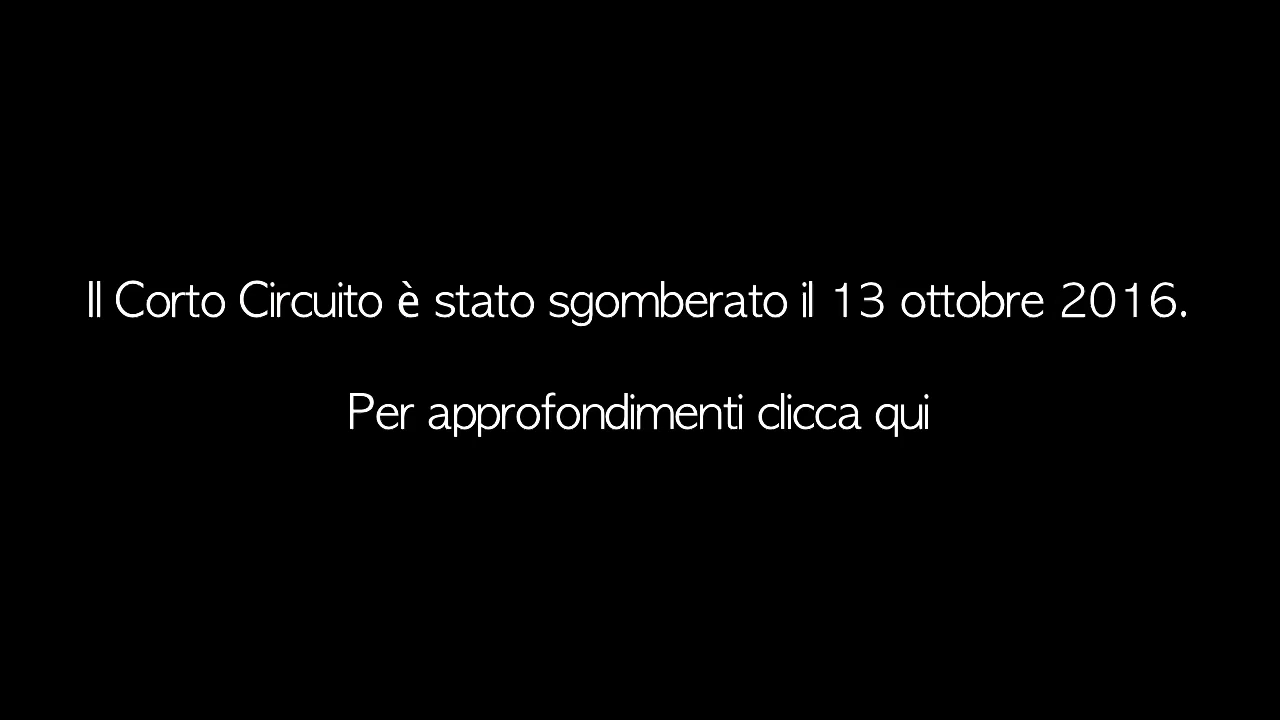 Il Corto Circuito è stato sgomberato il 13 ottobre 2016.
Per approfondimenti clicca qui